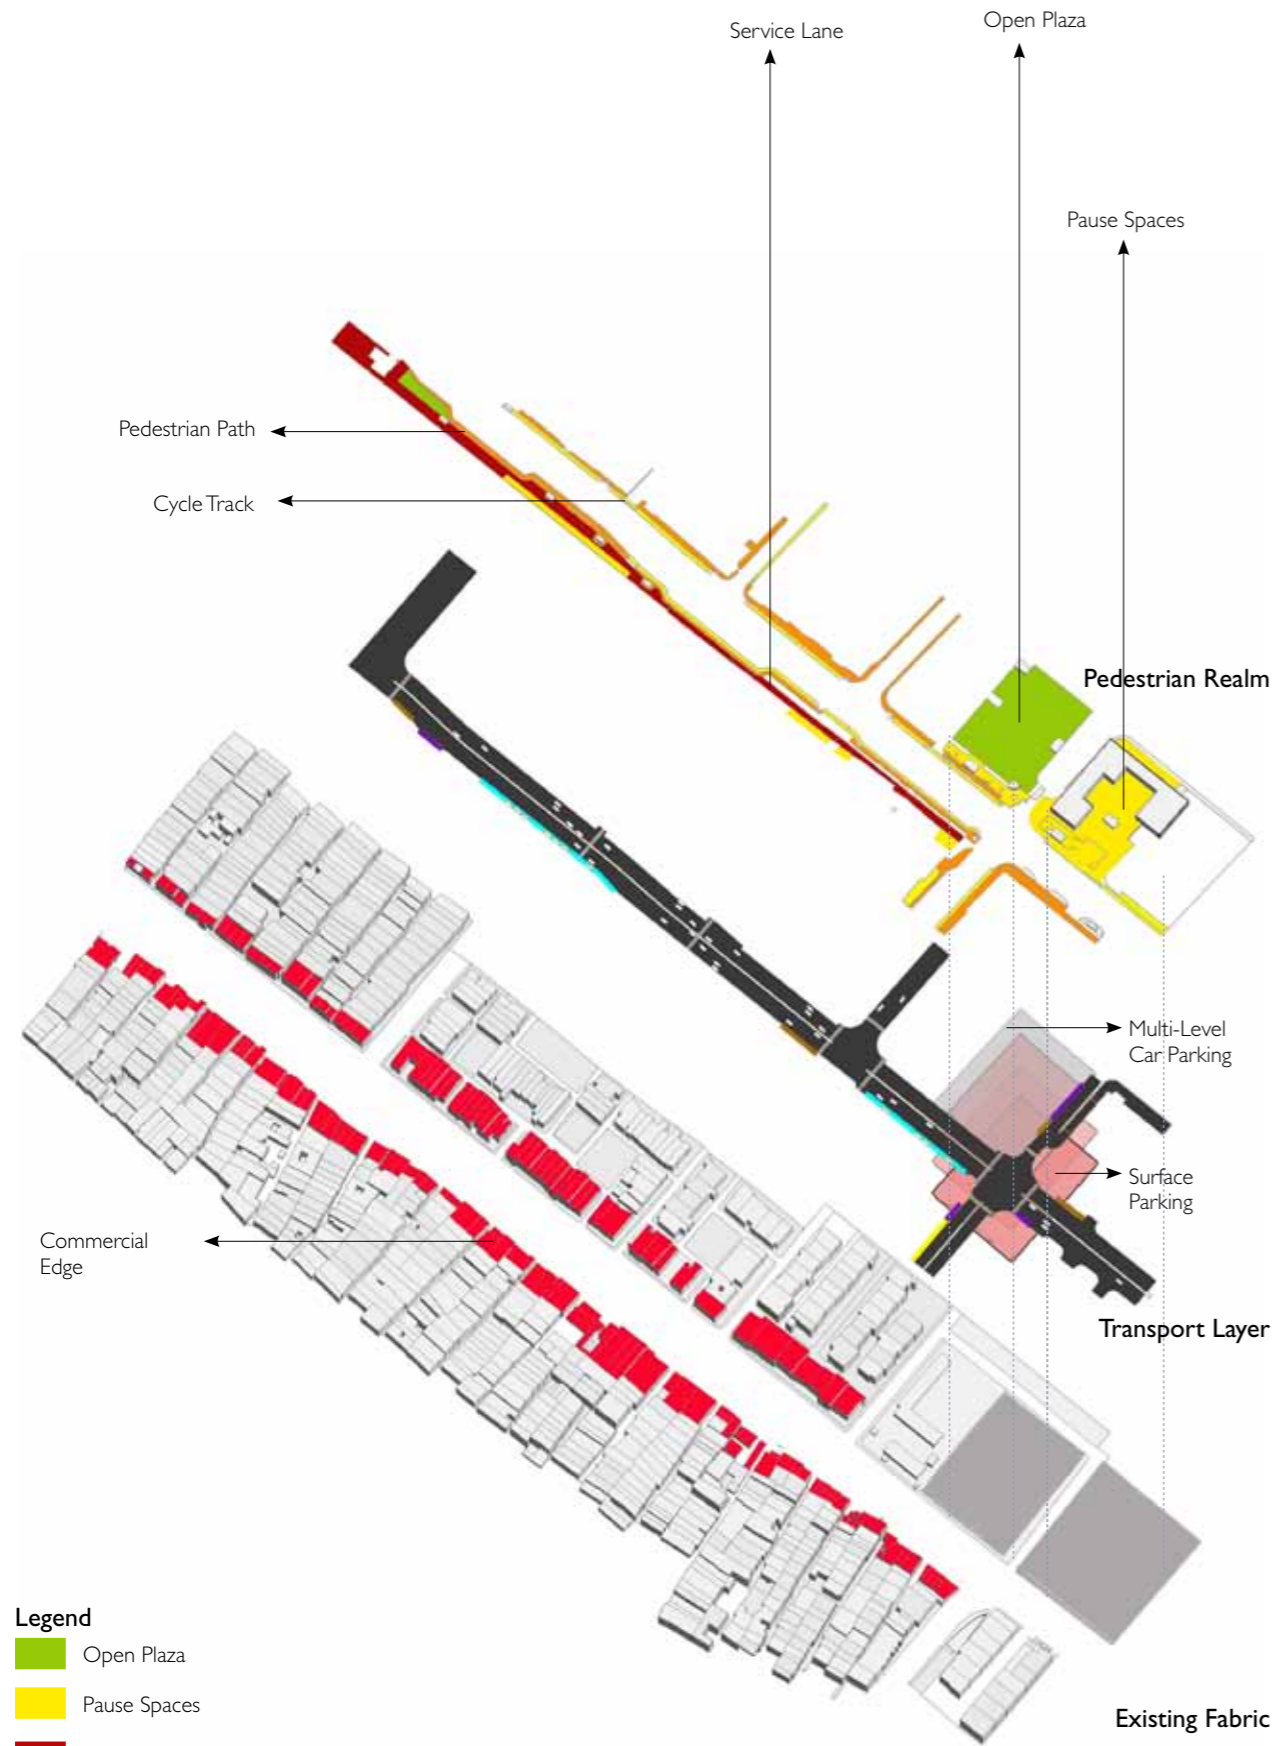 Open Plaza
Service Lane
Pause Spaces
Pedestrian Path
Cycle Track
Pedestrian Realm
Multi-Level
Car Parking
Surface
Parking
Commercial
Edge
Transport Layer
Legend
Open Plaza
Pause Spaces
Existing Fabric